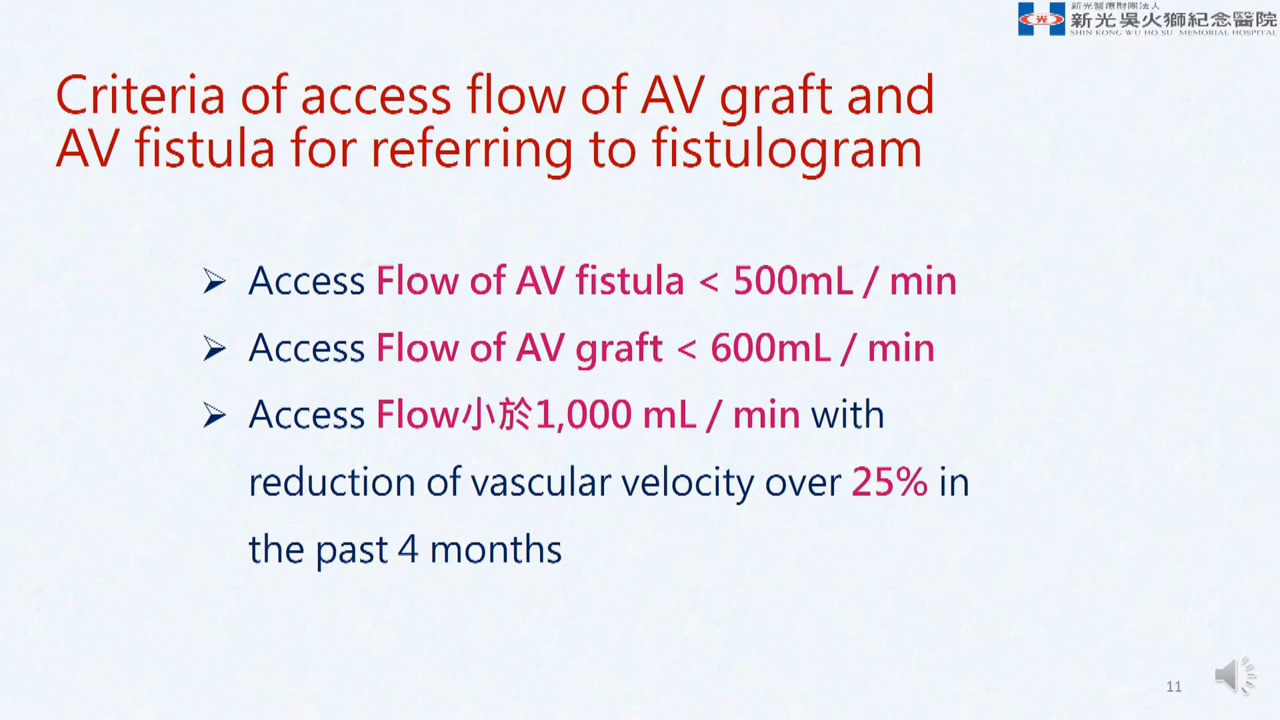 新光醫療財團法人
新光吳火獅紀念醫院
SHIN KONG WU HO SU MEMORIAL HOSPITAL
Criteria of access flow of AV graft and
AV fistula for referring to fistulogram
Access Flow of AV fistula < 500mL / min
Access Flow of AV graft < 600mL / min
Access Flow小於1,000 mL / min with
reduction of vascular velocity over 25% in
the past 4 months
11